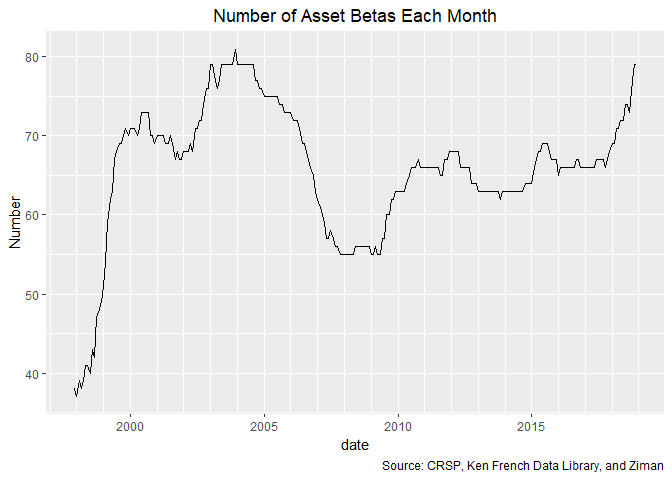 Number of Asset Betas Each Month
Number
80
70
60
50
40
2000
2005
2010
2015
date
Source: CRSP, Ken French Data Library, and Ziman